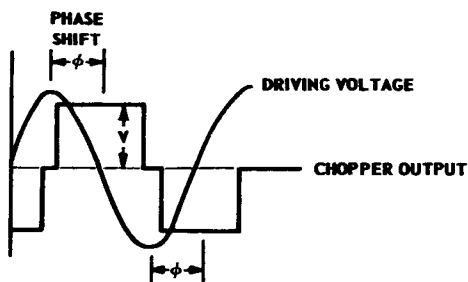 PHASE
SHIFT
ϕ
DRIVING VOLTAGE
V
CHOPPER OUTPUT
ϕ